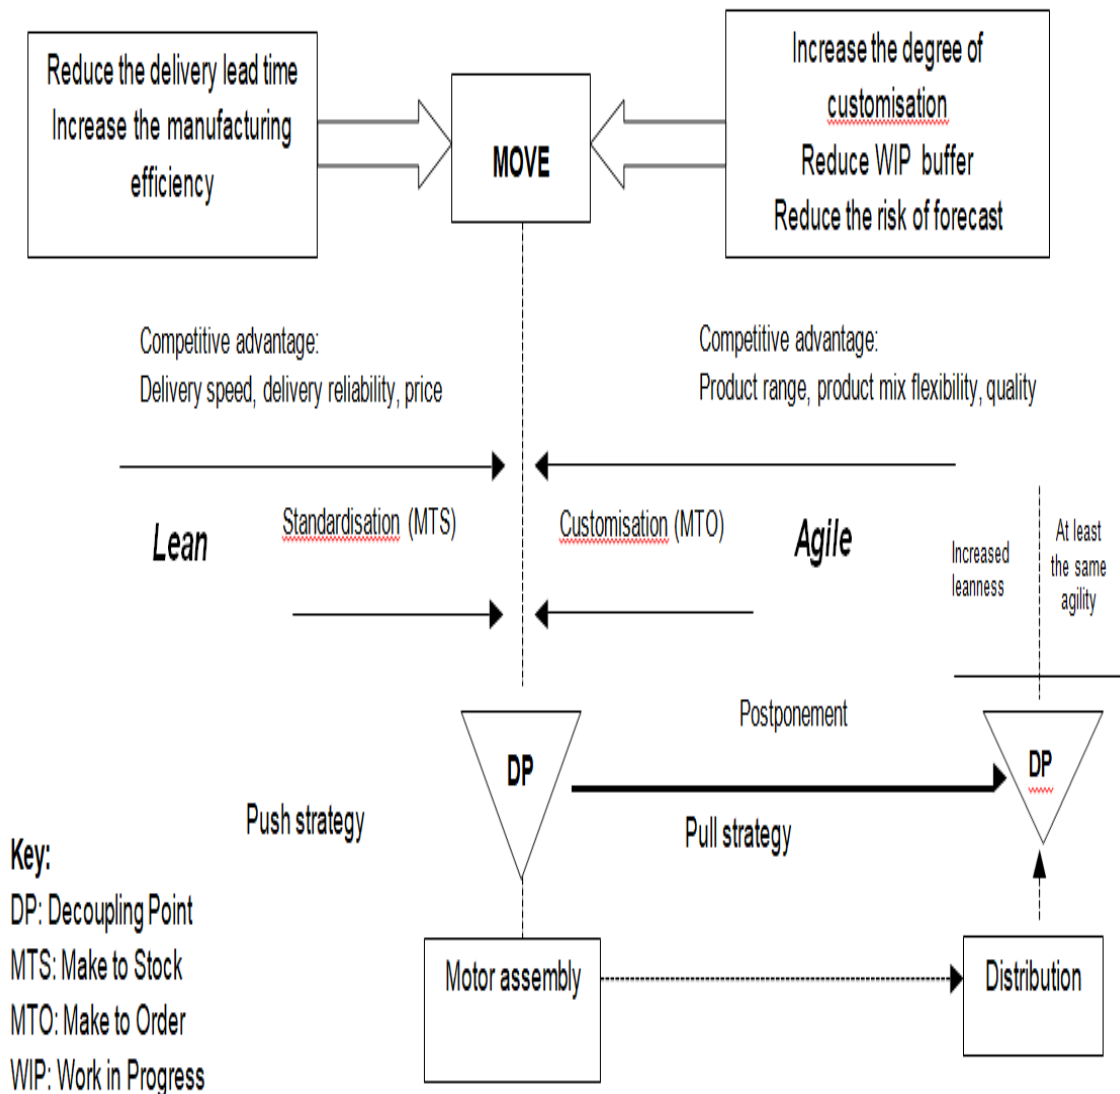 Reduce the delivery lead time
Increase the manufacturing
efficiency
MOVE
Increase the degree of
customisation
Reduce WIP buffer
Reduce the risk of forecast
Competitive advantage:
Delivery speed, delivery reliability, price
Competitive advantage:
Product range, product mix flexibility, quality
Lean
Standardisation (MTS)
Customisation (MTO)
Agile
Increased
leanness
At least
the same
agility
Postponement
DP
DP
Push strategy
Pull strategy
Key:
DP: Decoupling Point
MTS: Make to Stock
MTO: Make to Order
WIP: Work in Progress
Motor assembly
Distribution